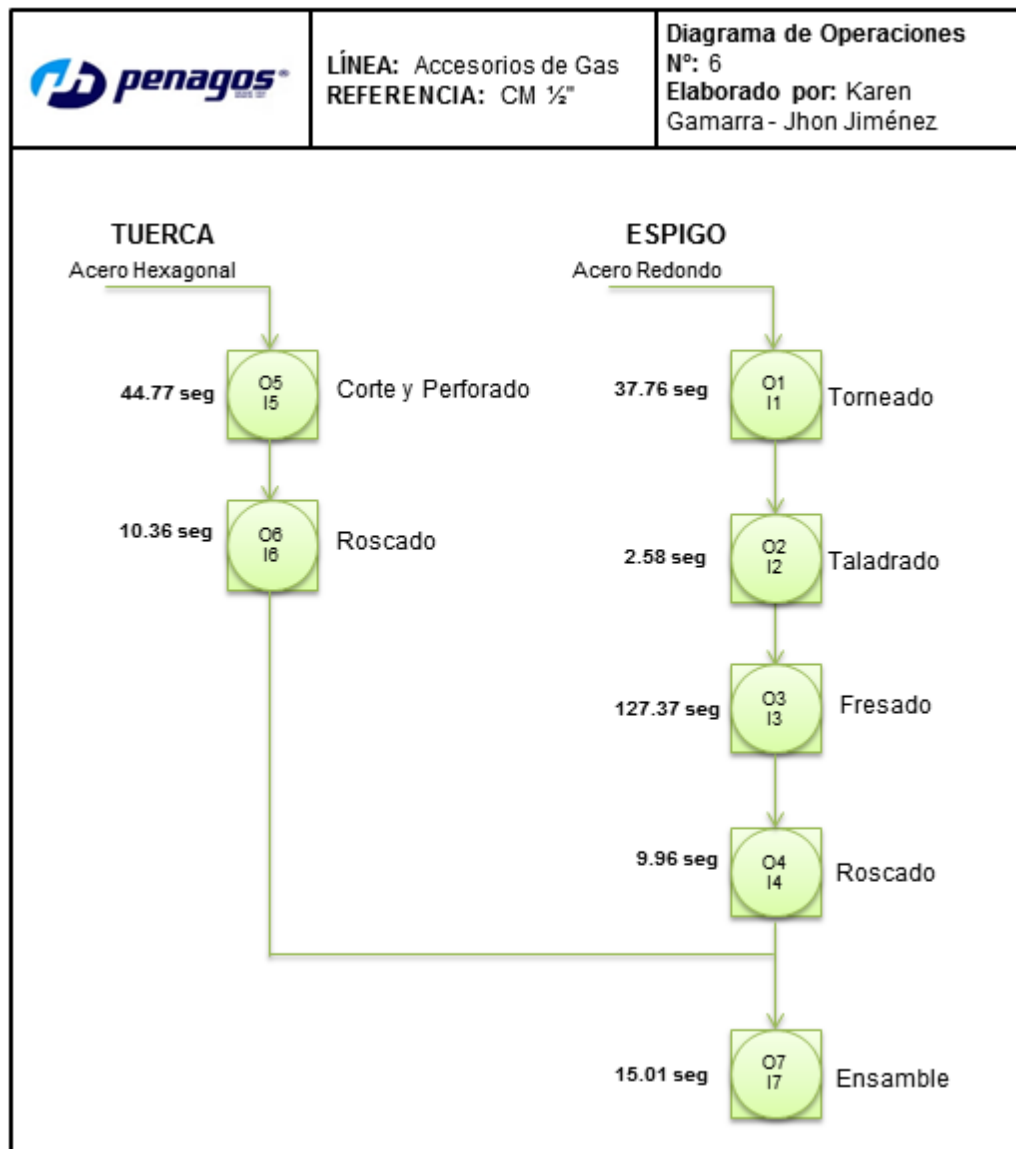 penagos®
LÍNEA: Accesorios de Gas
REFERENCIA: CM ½"
Diagrama de Operaciones
Nº: 6
Elaborado por: Karen
Gamarra - Jhon Jiménez
TUERCA
Acero Hexagonal
44.77 seg
O5
I5
Corte y Perforado
10.36 seg
O6
I6
Roscado
ESPIGO
Acero Redondo
37.76 seg
O1
I1
Torneado
2.58 seg
O2
I2
Taladrado
127.37 seg
O3
I3
Fresado
9.96 seg
O4
I4
Roscado
15.01 seg
O7
I7
Ensamble